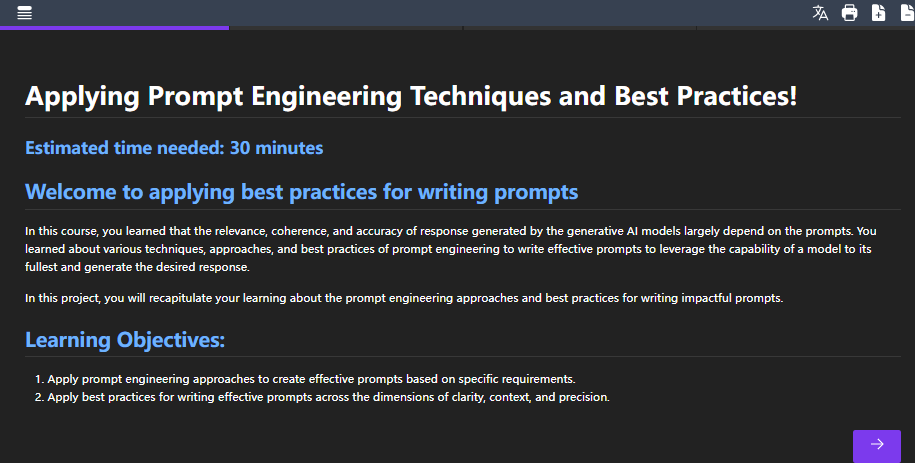 Applying Prompt Engineering Techniques and Best Practices!
Estimated time needed: 30 minutes
Welcome to applying best practices for writing prompts
In this course, you learned that the relevance, coherence, and accuracy of response generated by the generative AI models largely depend on the prompts. You
learned about various techniques, approaches, and best practices of prompt engineering to write effective prompts to leverage the capability of a model to its
fullest and generate the desired response.
In this project, you will recapitulate your learning about the prompt engineering approaches and best practices for writing impactful prompts.
Learning Objectives:
1. Apply prompt engineering approaches to create effective prompts based on specific requirements.
2. Apply best practices for writing effective prompts across the dimensions of clarity, context, and precision.